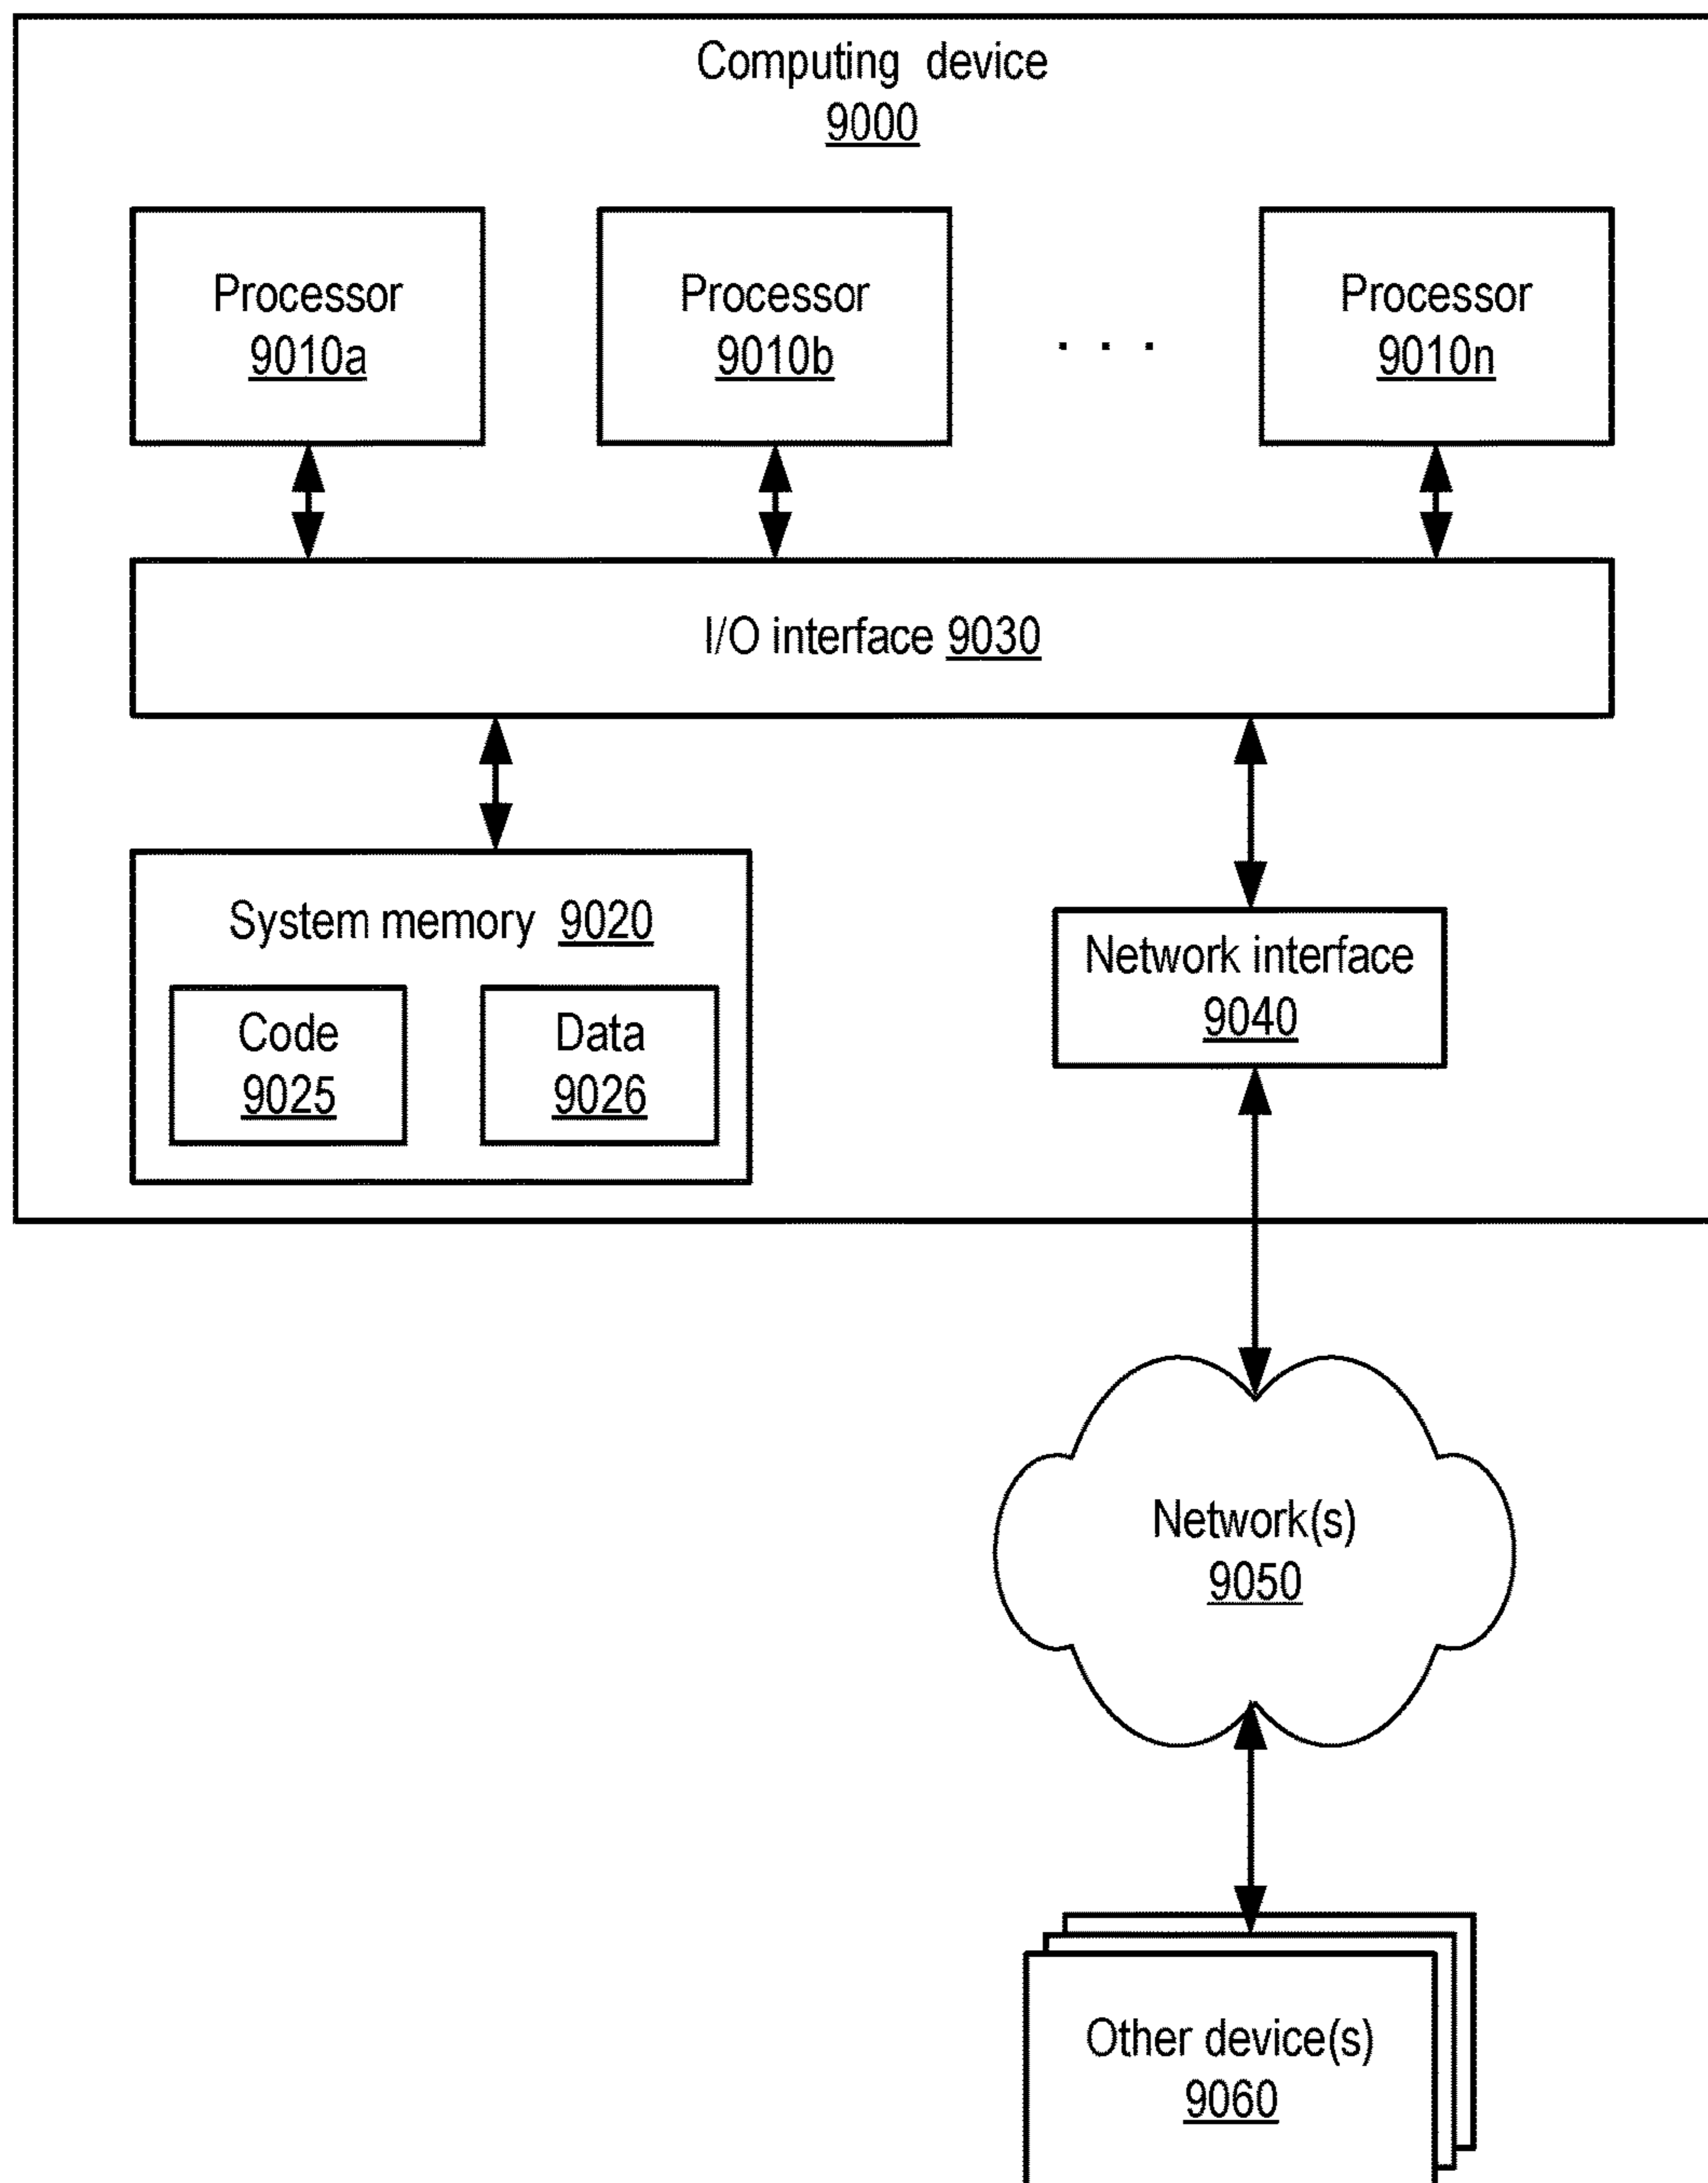 Computing device
9000
Processor
9010a
Processor
9010b
. . .
Processor
9010n
I/O interface 9030
System memory 9020
Code
9025
Data
9026
Network interface
9040
Network(s)
9050
Other device(s)
9060